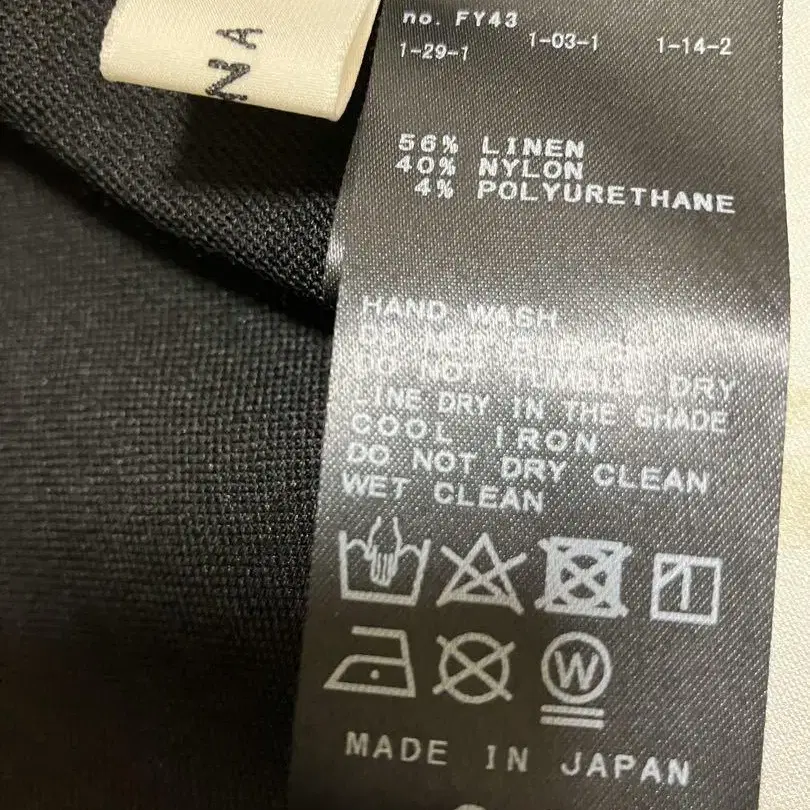 NA
no. FY43
1-29-1 1-03-1 1-14-2
56% LINEN
40% NYLON
4% POLYURETHANE
HAND WASH
DO NOT BLEACH
DO NOT TUMBLE DRY
LINE DRY IN THE SHADE
COOL IRON
DO NOT DRY CLEAN
WET CLEAN
W
MADE IN JAPAN